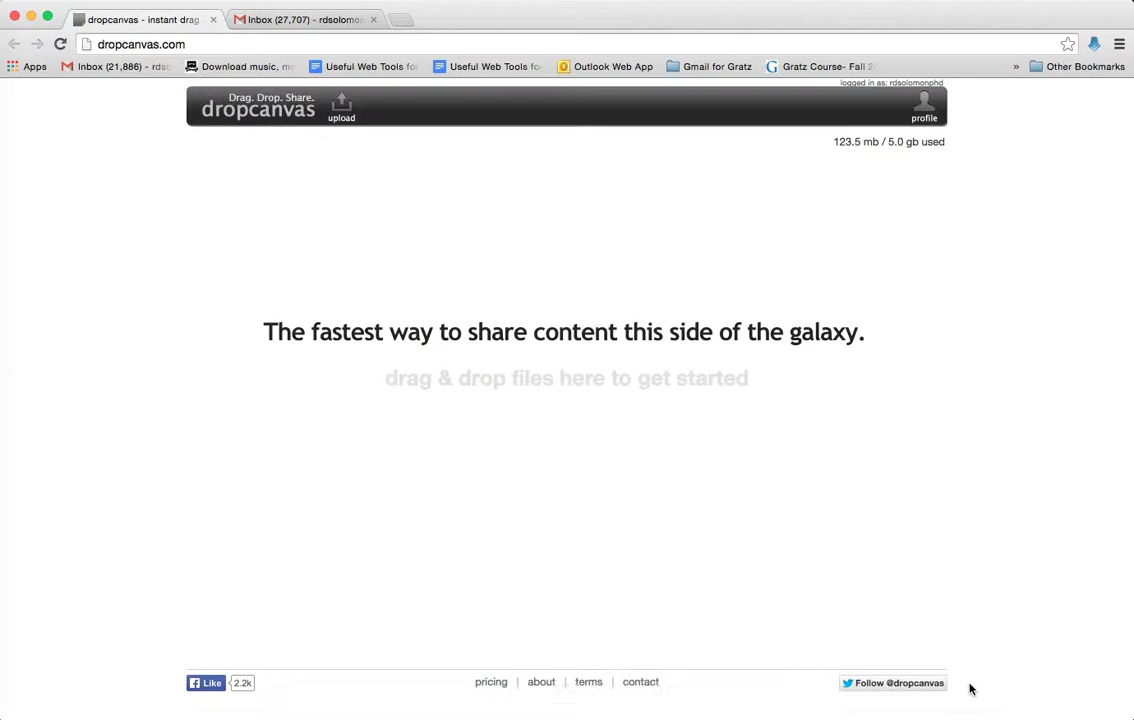 dropcanvas - instant drag
Inbox (27,707) - rdsolomon
dropcanvas.com
Apps
Inbox (21,886) - rdso
Download music, mo
Useful Web Tools for
Useful Web Tools for
Outlook Web App
Gmail for Gratz
Gratz Course- Fall 2
»
Other Bookmarks
logged in as: rdsolomonphd
Drag. Drop. Share.
dropcanvas
upload
profile
123.5 mb / 5.0 gb used
The fastest way to share content this side of the galaxy.
drag & drop files here to get started
Like
2.2k
pricing | about | terms | contact
Follow @dropcanvas